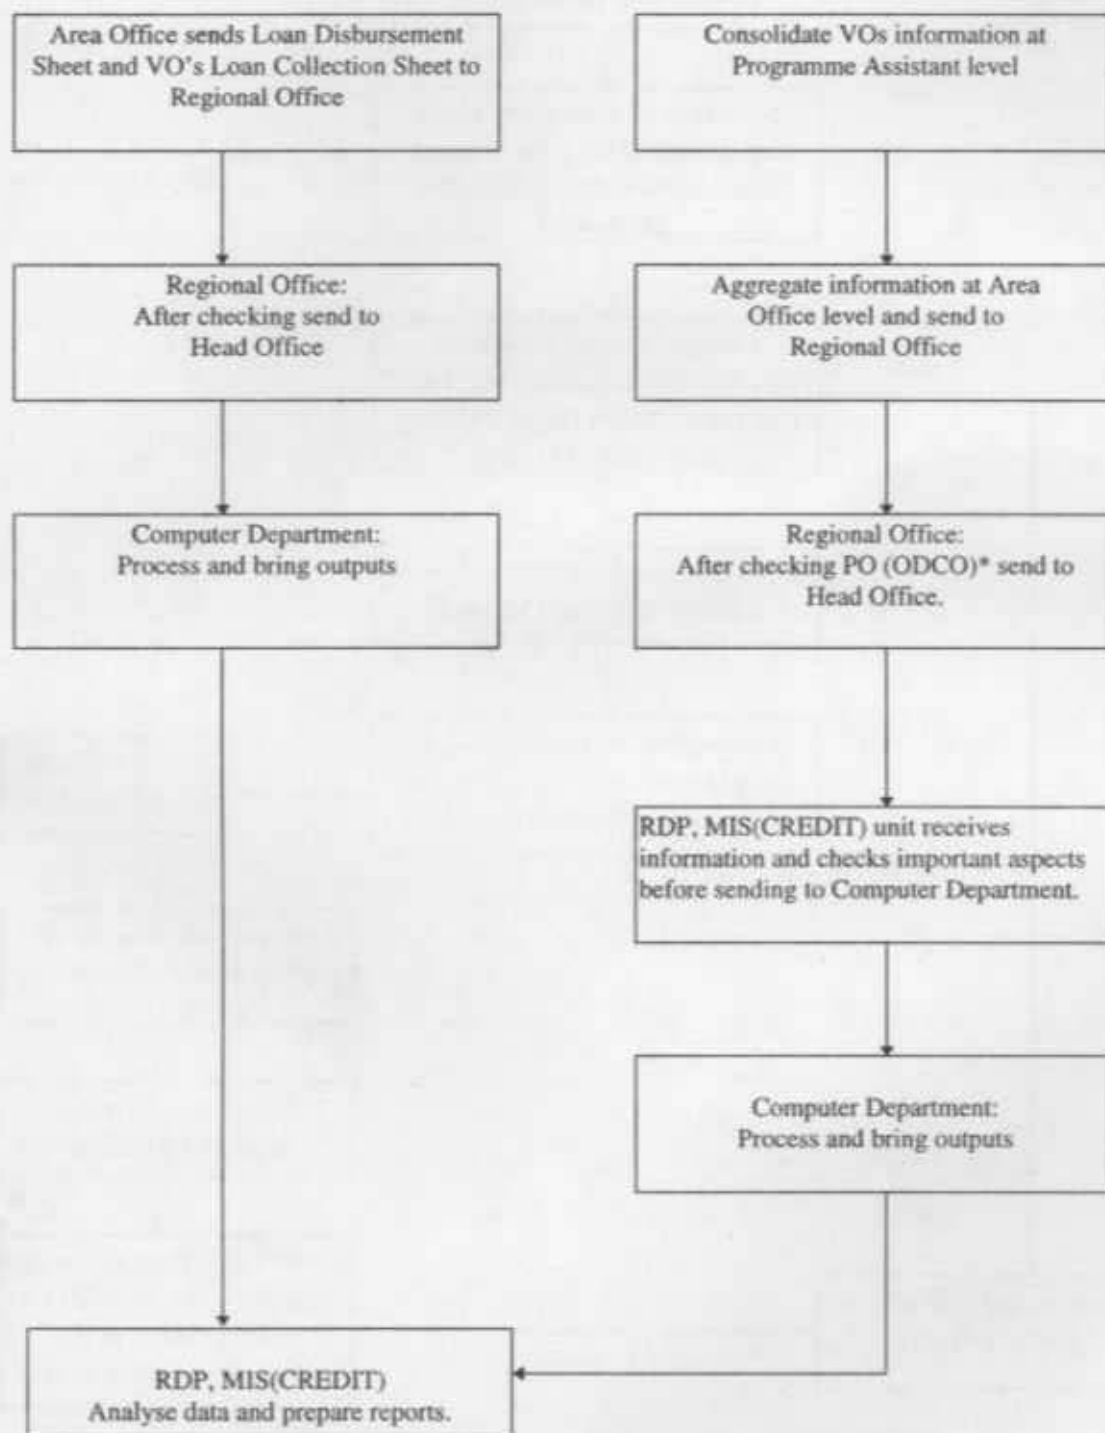 Area Office sends Loan Disbursement
Sheet and VO's Loan Collection Sheet to
Regional Office
Regional Office:
After checking send to
Head Office
Computer Department:
Process and bring outputs
Consolidate VOs information at
Programme Assistant level
Aggregate information at Area
Office level and send to
Regional Office
Regional Office:
After checking PO (ODCO)* send to
Head Office.
RDP, MIS(CREDIT) unit receives
information and checks important aspects
before sending to Computer Department.
Computer Department:
Process and bring outputs
RDP, MIS(CREDIT)
Analyse data and prepare reports.